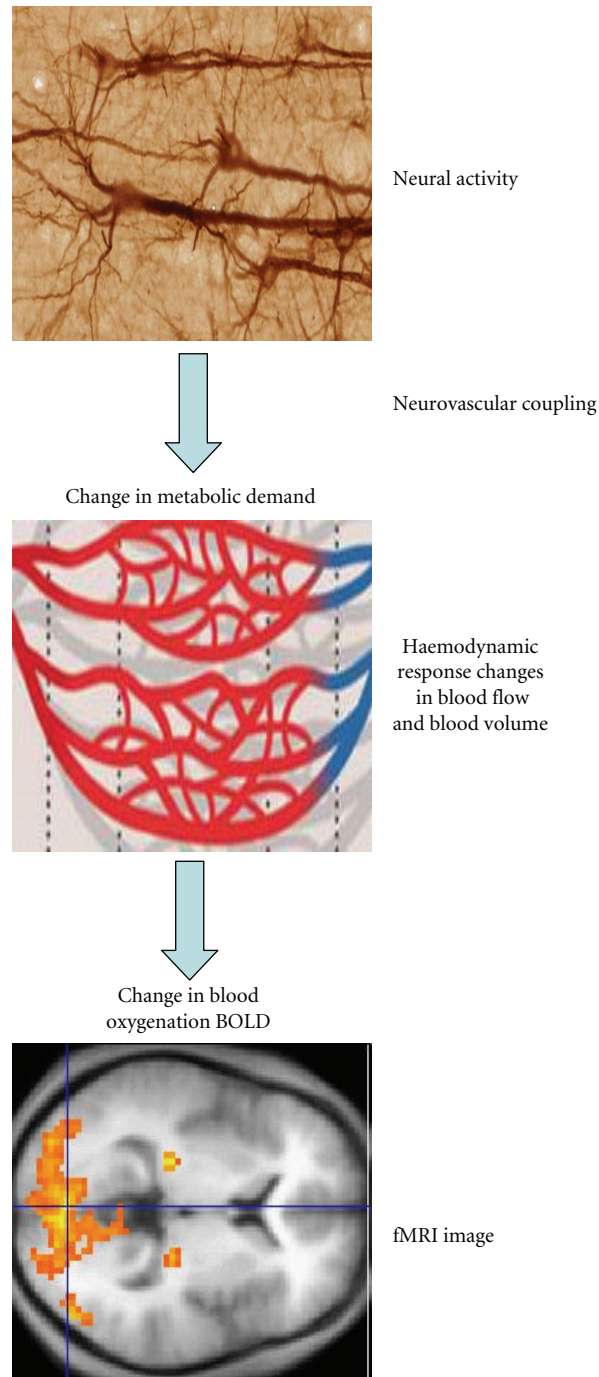 Neural activity
Neurovascular coupling
Change in metabolic demand
Haemodynamic
response changes
in blood flow
and blood volume
Change in blood
oxygenation BOLD
fMRI image